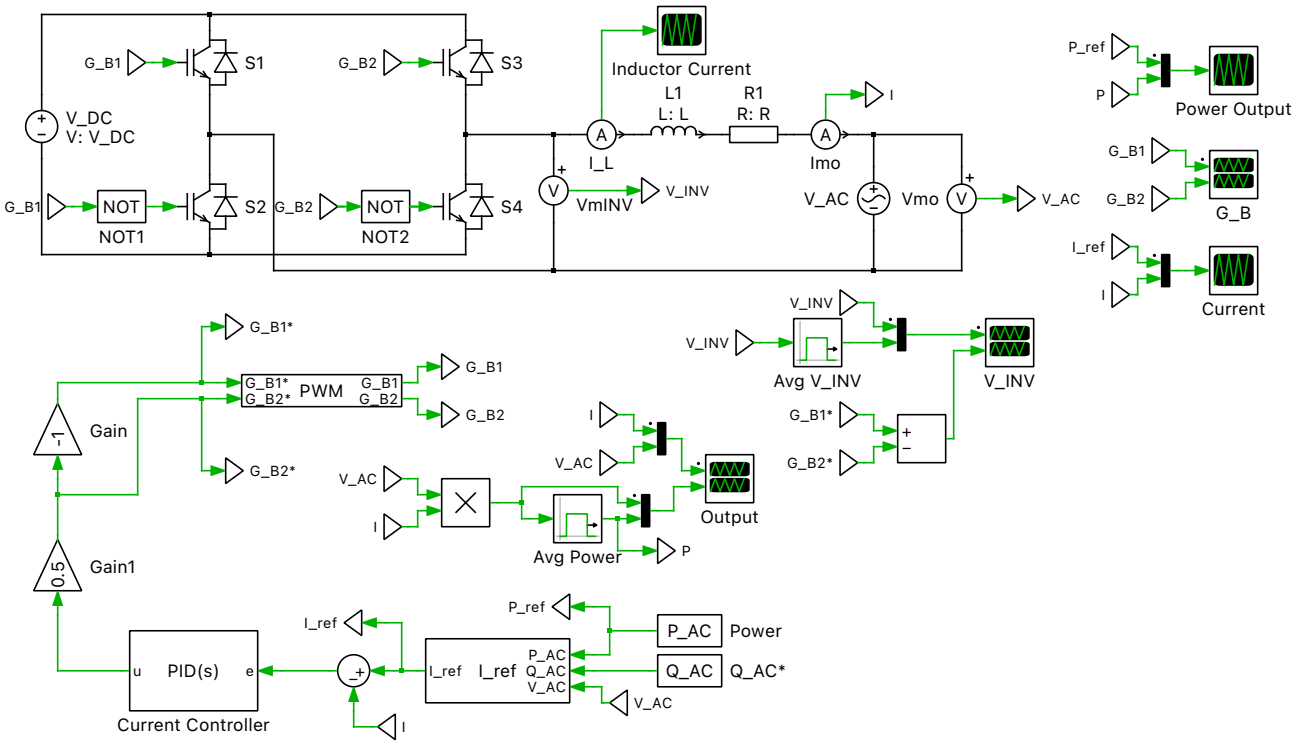 G_B1
S1
G_B2
S3
Inductor Current
L1
L: L
R1
R: R
I
V_DC
V: V_DC
A
I_L
A
Imo
G_B1
NOT
NOT1
S2
G_B2
NOT
NOT2
S4
V
VmINV
V_INV
V_AC
Vmo
V
V_AC
P_ref
P
Power Output
G_B1
G_B2
G_B
I_ref
I
Current
G_B1*
G_B1*
G_B2*
PWM
G_B1
G_B2
G_B1
G_B2
-1
Gain
G_B2*
V_INV
V_INV
Avg V_INV
V_INV
G_B1*
G_B2*
I
V_AC
V_AC
I
Output
Avg Power
P
0.5
Gain1
I_ref
P_ref
P_AC
Power
u
PID(s)
e
Current Controller
I_ref
I_ref
P_AC
Q_AC
V_AC
Q_AC
Q_AC*
V_AC
I